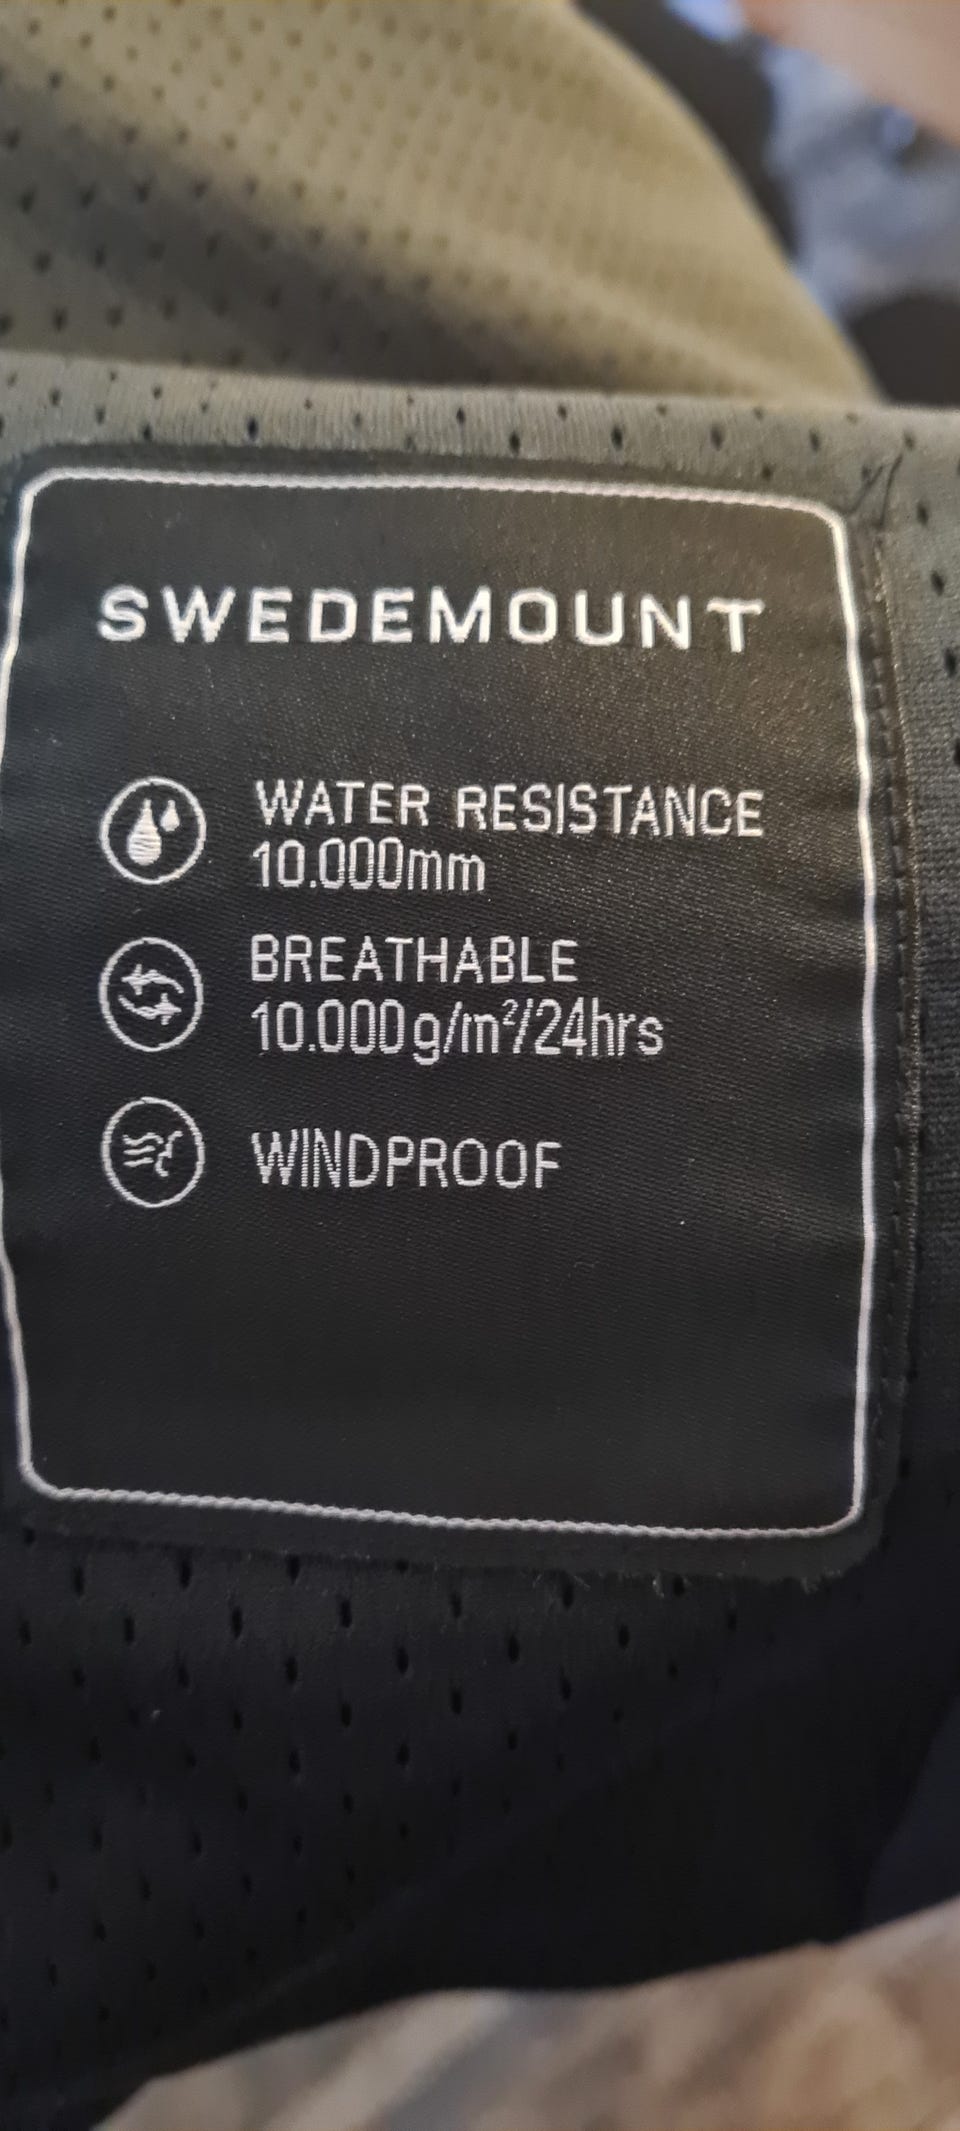 SWEDEMOUNT
WATER RESISTANCE
10.000mm
BREATHABLE
10.000g/m²/24hrs
WINDPROOF